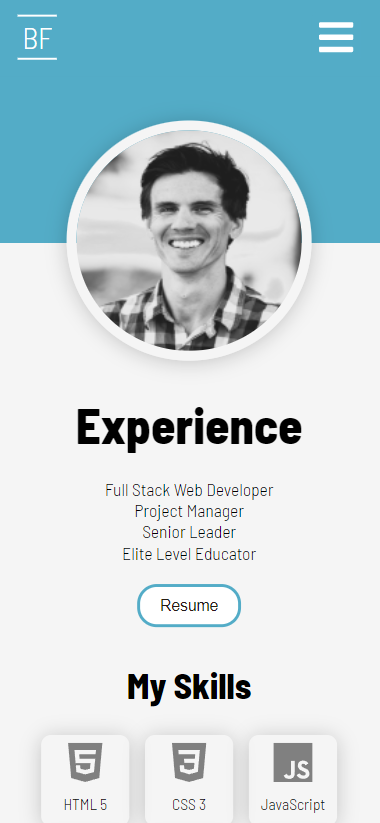 BF
Experience
Full Stack Web Developer
Project Manager
Senior Leader
Elite Level Educator
Resume
My Skills
5 3 JS
HTML 5 CSS 3 JavaScript